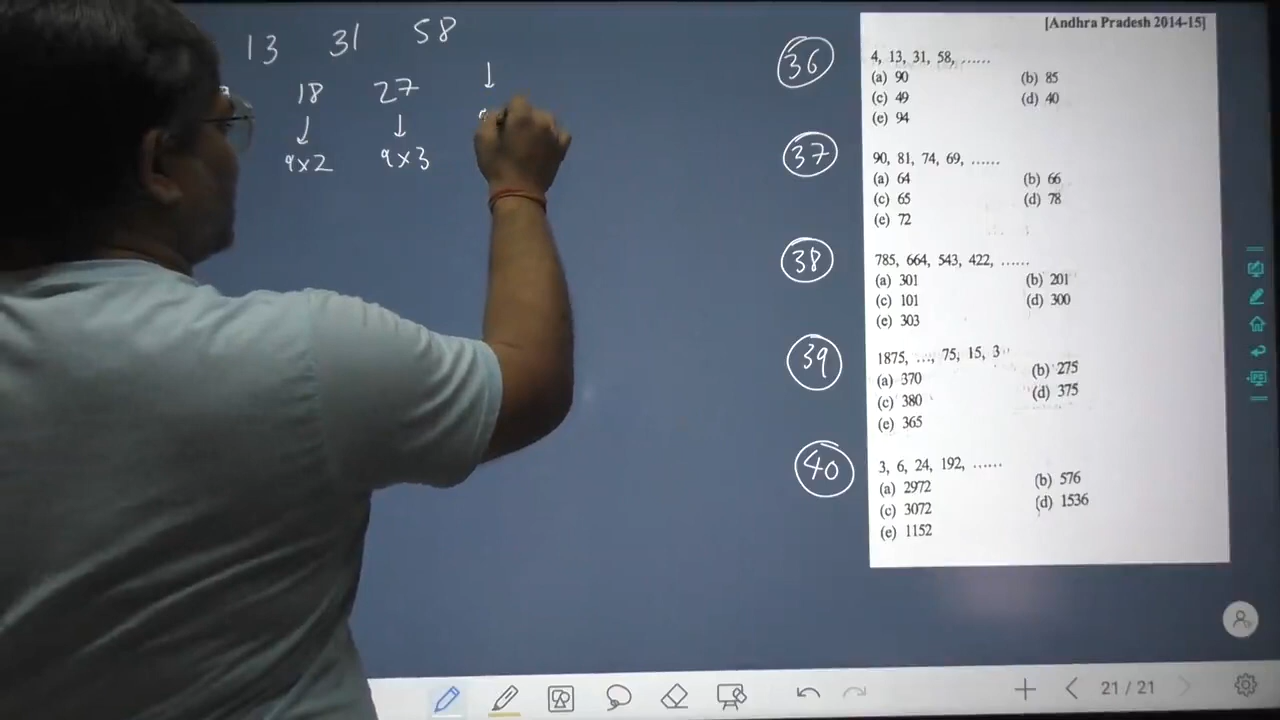 13 31 58
18 27
9×2 9×3
[Andhra Pradesh 2014-15]
36
4, 13, 31, 58, ......
(a) 90 (b) 85
(c) 49 (d) 40
(e) 94
37
90, 81, 74, 69, ......
(a) 64 (b) 66
(c) 65 (d) 78
(e) 72
38
785, 664, 543, 422, ......
(a) 301 (b) 201
(c) 101 (d) 300
(e) 303
39
1875, ..., 75, 15, 3
(a) 370 (b) 275
(c) 380 (d) 375
(e) 365
40
3, 6, 24, 192, ......
(a) 2972 (b) 576
(c) 3072 (d) 1536
(e) 1152
21 / 21